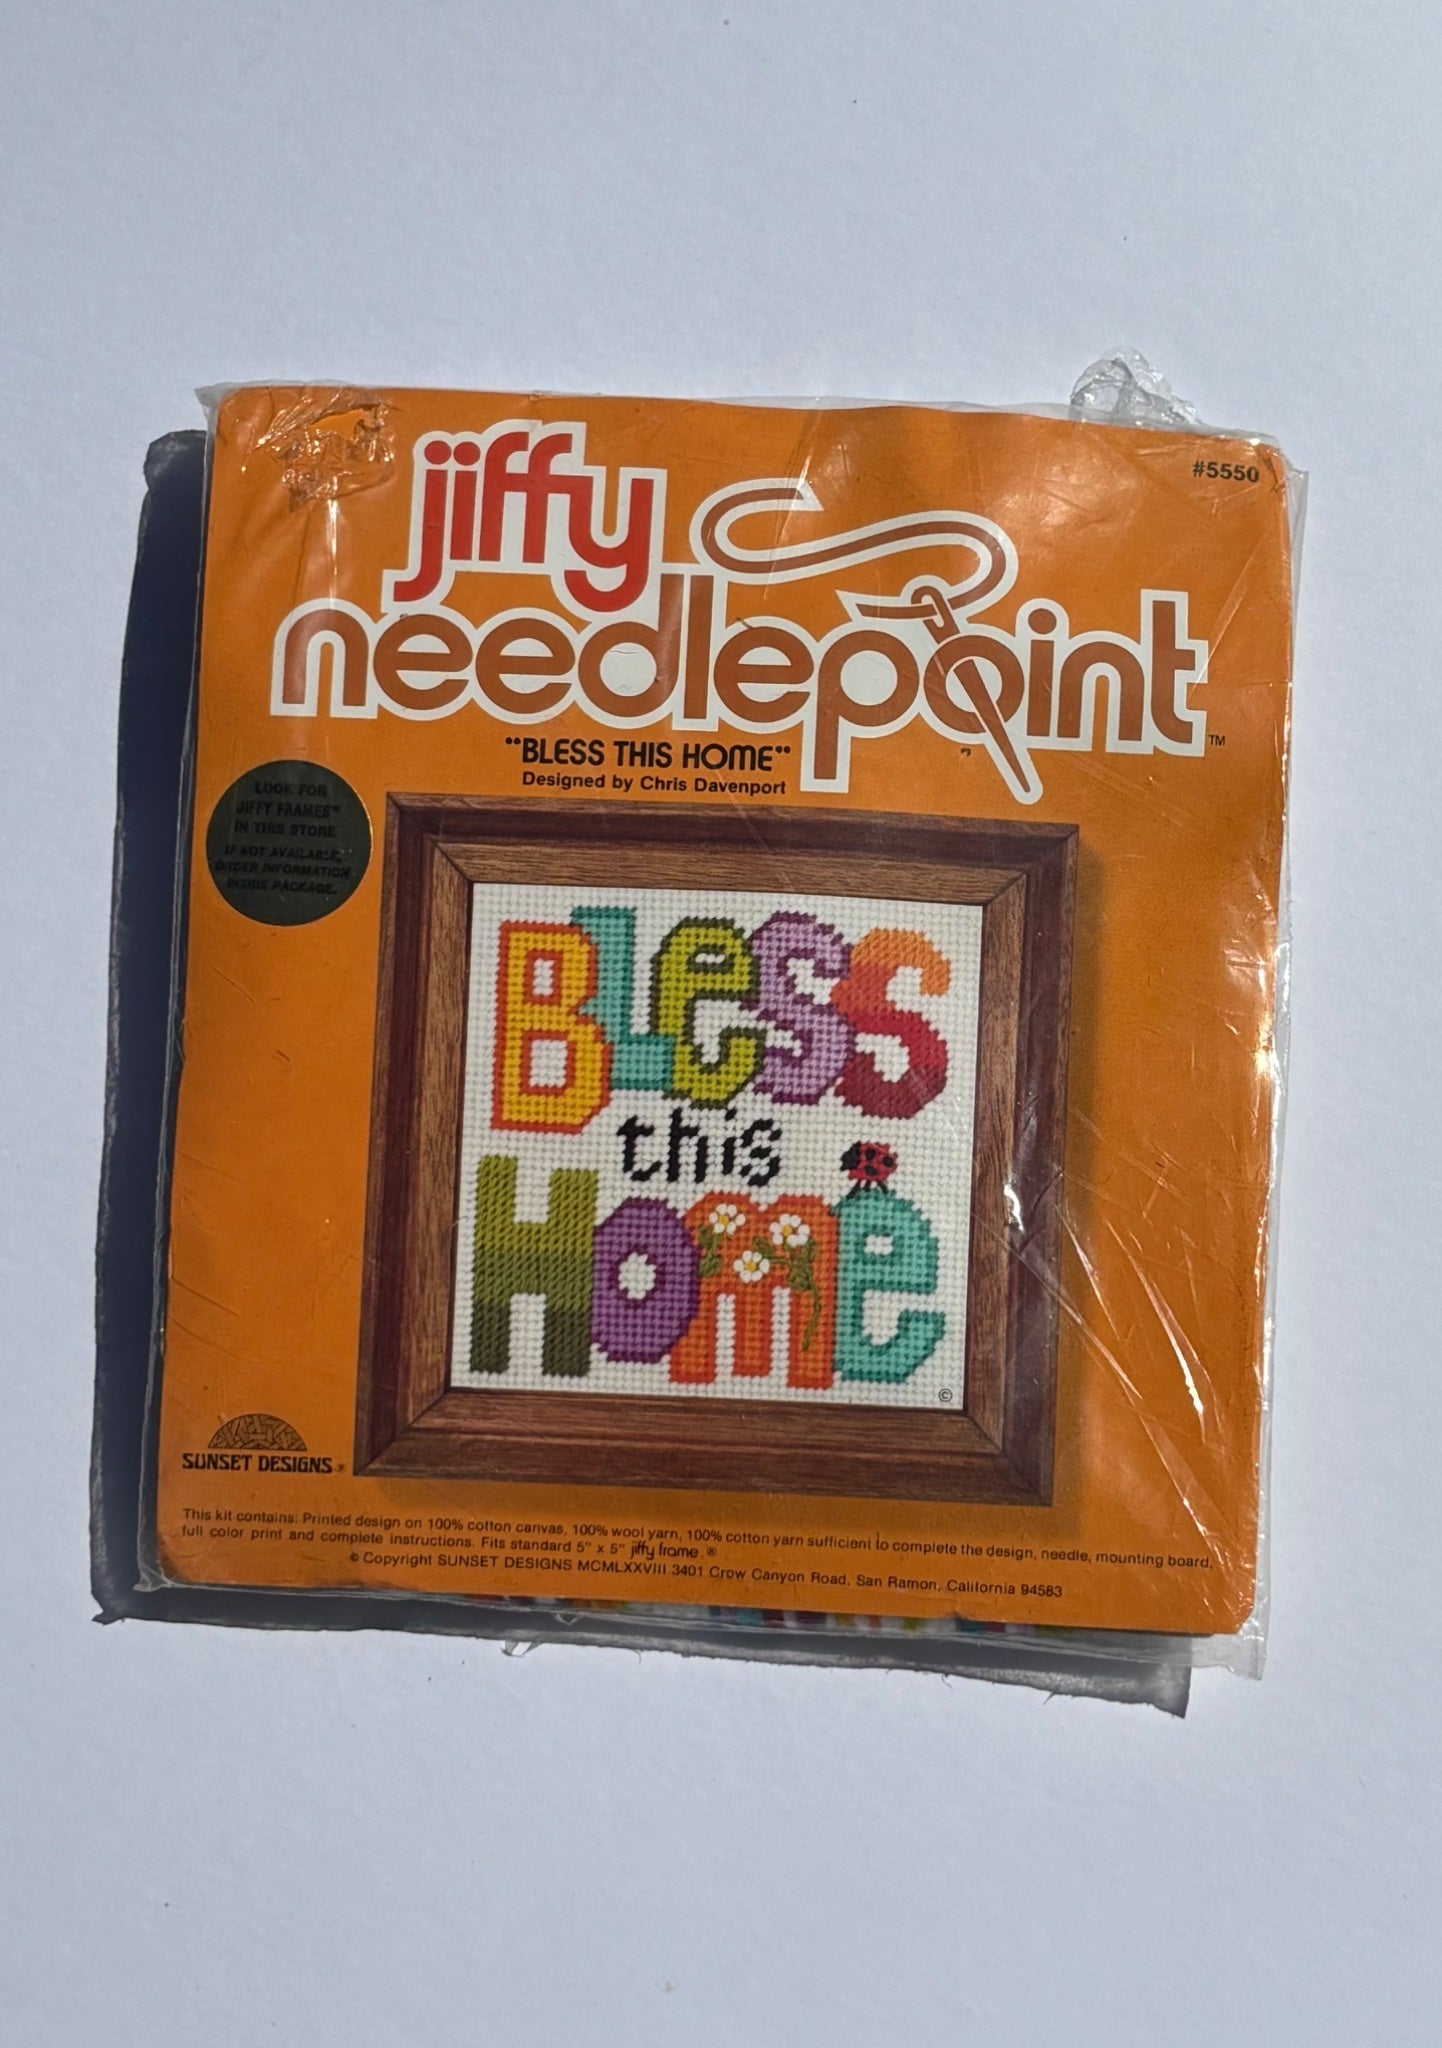 #5550
jiffy
needlepoint™
"BLESS THIS HOME"
Designed by Chris Davenport
LOOK FOR
JIFFY FRAMES™
IN THIS STORE
IF NOT AVAILABLE,
ORDER INFORMATION
INSIDE PACKAGE.
BLeSS
this
HOMe
©
SUNSET DESIGNS®
This kit contains: Printed design on 100% cotton canvas, 100% wool yarn, 100% cotton yarn sufficient to complete the design, needle, mounting board,
full color print and complete instructions. Fits standard 5" x 5" jiffy frame.®
© Copyright SUNSET DESIGNS MCMLXXVIII 3401 Crow Canyon Road, San Ramon, California 94583